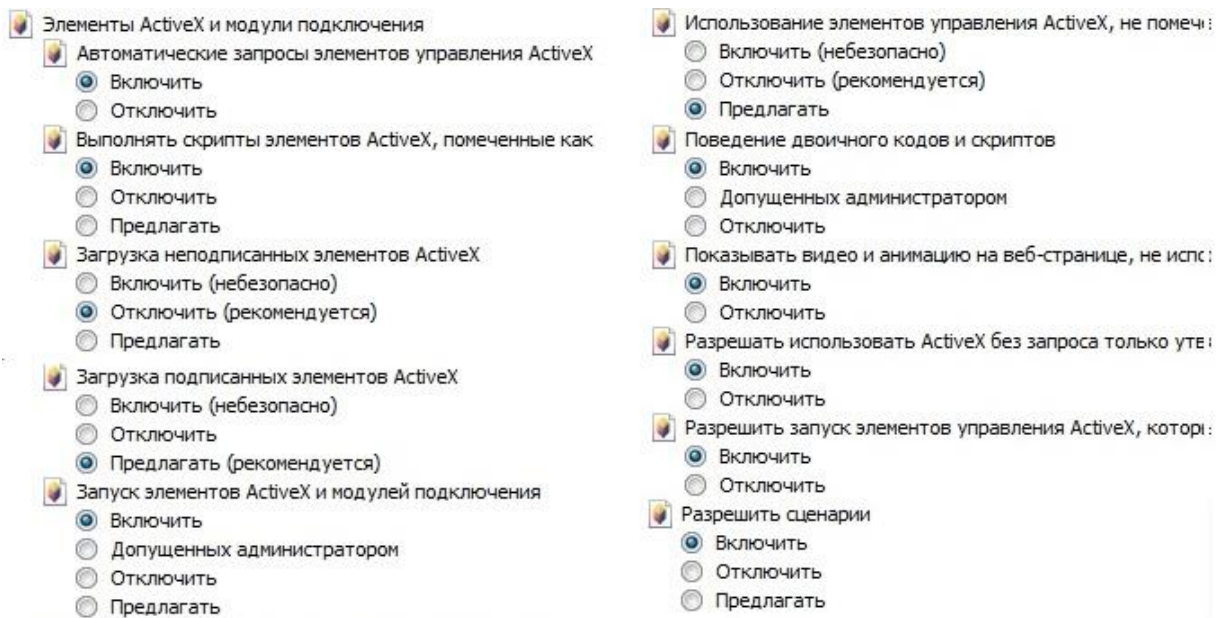 Элементы ActiveX и модули подключения
Автоматические запросы элементов управления ActiveX
Включить
Отключить
Выполнять скрипты элементов ActiveX, помеченные как
Включить
Отключить
Предлагать
Загрузка неподписанных элементов ActiveX
Включить (небезопасно)
Отключить (рекомендуется)
Предлагать
Загрузка подписанных элементов ActiveX
Включить (небезопасно)
Отключить
Предлагать (рекомендуется)
Запуск элементов ActiveX и модулей подключения
Включить
Допущенных администратором
Отключить
Предлагать
Использование элементов управления ActiveX, не
Включить (небезопасно)
Отключить (рекомендуется)
Предлагать
Поведение двоичного кодов и скриптов
Включить
Допущенных администратором
Отключить
Показывать видео и анимацию на веб-странице, не
Включить
Отключить
Разрешать использовать ActiveX без запроса только
Включить
Отключить
Разрешить запуск элементов управления ActiveX,
Включить
Отключить
Разрешить сценарии
Включить
Отключить
Предлагать